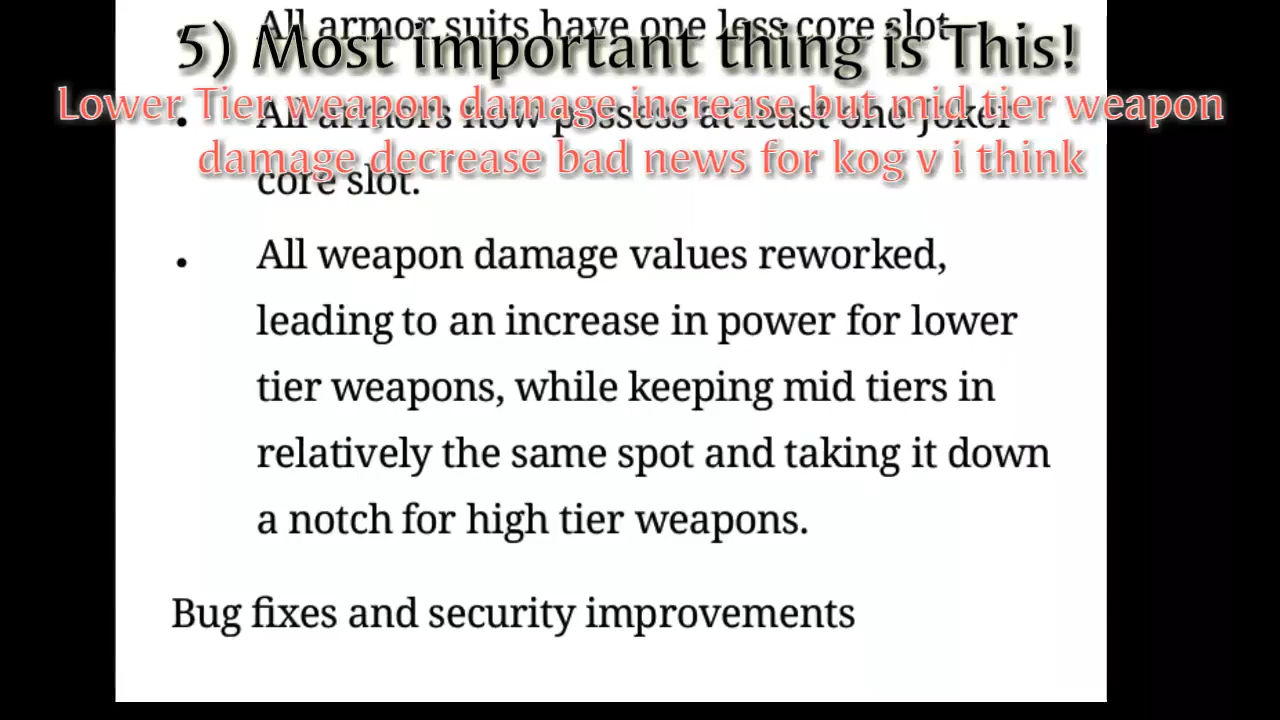 All armor suits have one less core slot
5) Most important thing is This!
Lower Tier weapon damage increase but mid tier weapon
All armors now possess at least one Joker
damage decrease bad news for kog v i think
core slot.
• All weapon damage values reworked,
leading to an increase in power for lower
tier weapons, while keeping mid tiers in
relatively the same spot and taking it down
a notch for high tier weapons.
Bug fixes and security improvements